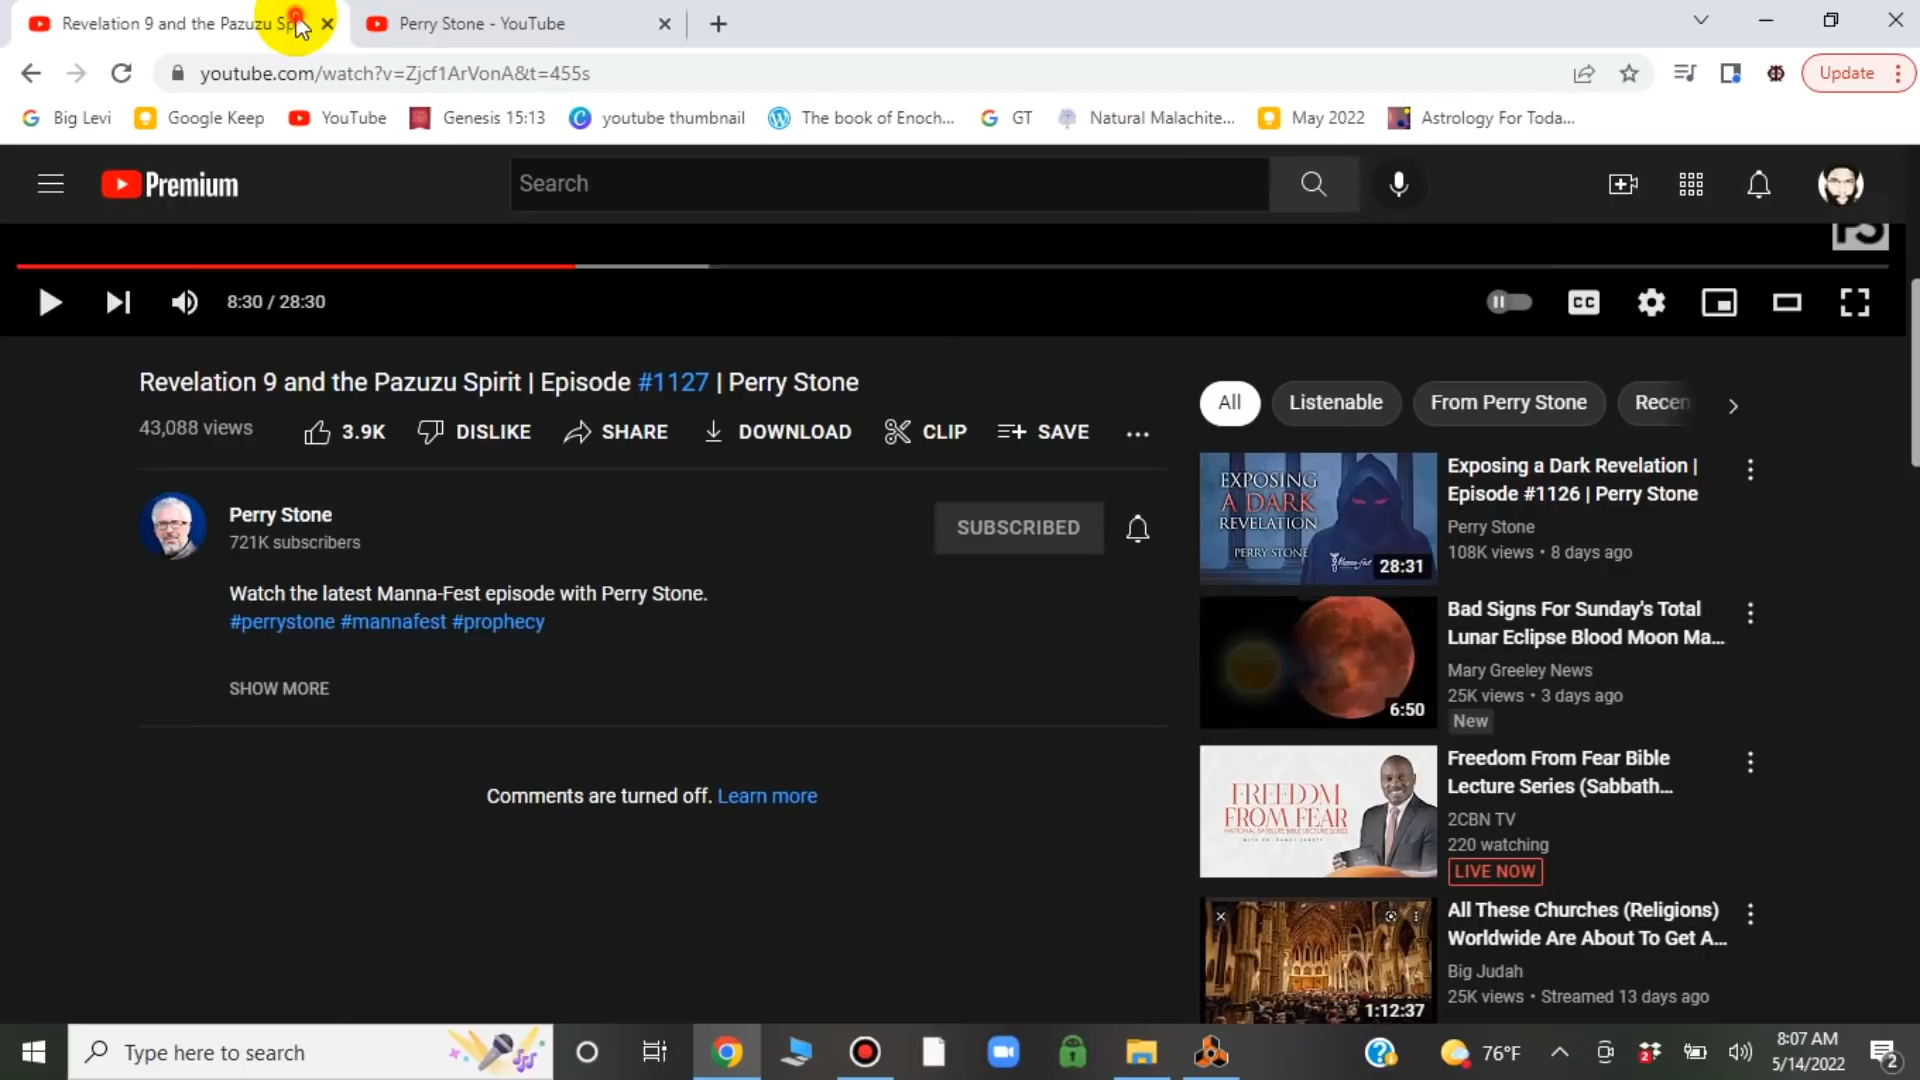 Revelation 9 and the Pazuzu Sp
Perry Stone - YouTube
youtube.com/watch?v=Zjcf1ArVonA&t=455s
Update
Big Levi
Google Keep
YouTube
Genesis 15:13
youtube thumbnail
The book of Enoch...
GT
Natural Malachite...
May 2022
Astrology For Toda...
Premium
Search
PS
8:30 / 28:30
CC
Revelation 9 and the Pazuzu Spirit | Episode #1127 | Perry Stone
43,088 views
3.9K
DISLIKE
SHARE
DOWNLOAD
CLIP
SAVE
Perry Stone
721K subscribers
SUBSCRIBED
Watch the latest Manna-Fest episode with Perry Stone.
#perrystone #mannafest #prophecy
SHOW MORE
Comments are turned off. Learn more
All
Listenable
From Perry Stone
Recen
EXPOSING
A DARK
REVELATION
PERRY STONE
Manna-fest
28:31
Exposing a Dark Revelation |
Episode #1126 | Perry Stone
Perry Stone
108K views • 8 days ago
6:50
Bad Signs For Sunday's Total
Lunar Eclipse Blood Moon Ma...
Mary Greeley News
25K views • 3 days ago
New
FREEDOM
FROM FEAR
Freedom From Fear Bible
Lecture Series (Sabbath...
2CBN TV
220 watching
LIVE NOW
1:12:37
All These Churches (Religions)
Worldwide Are About To Get A...
Big Judah
25K views • Streamed 13 days ago
Type here to search
76°F
2
8:07 AM
5/14/2022
2